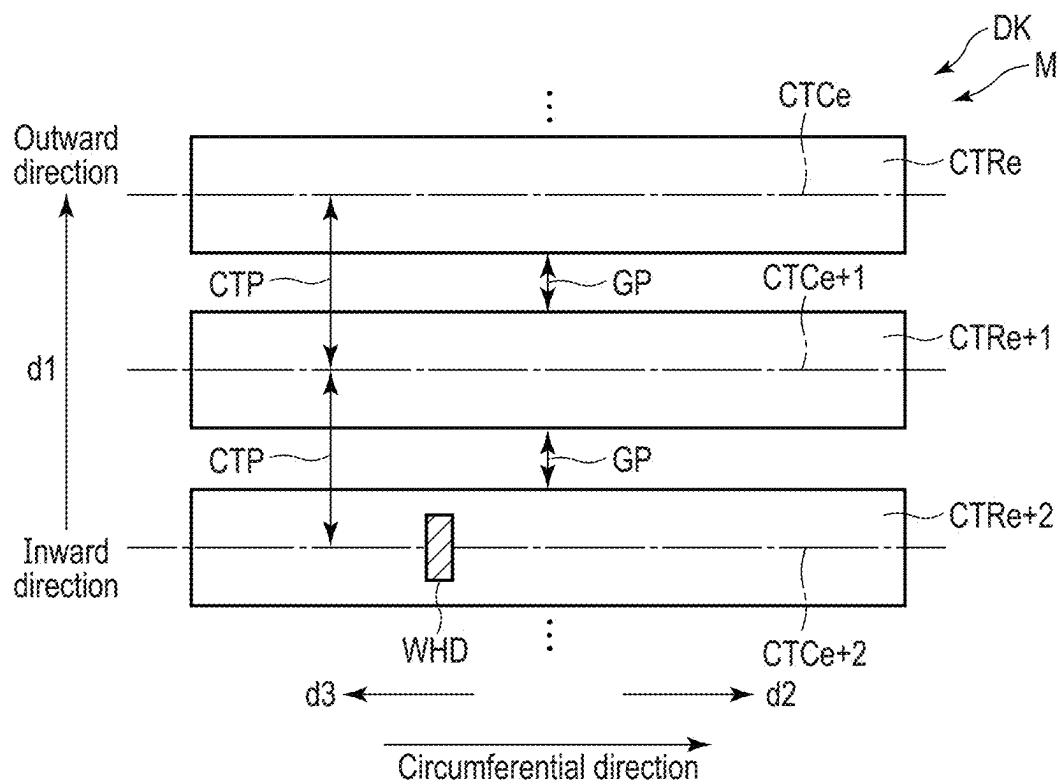 DK
M
CTCe
Outward
direction
CTRe
CTP
GP
CTCe+1
CTRe+1
d1
CTP
GP
CTRe+2
Inward
direction
WHD
CTCe+2
d3
d2
Circumferential direction